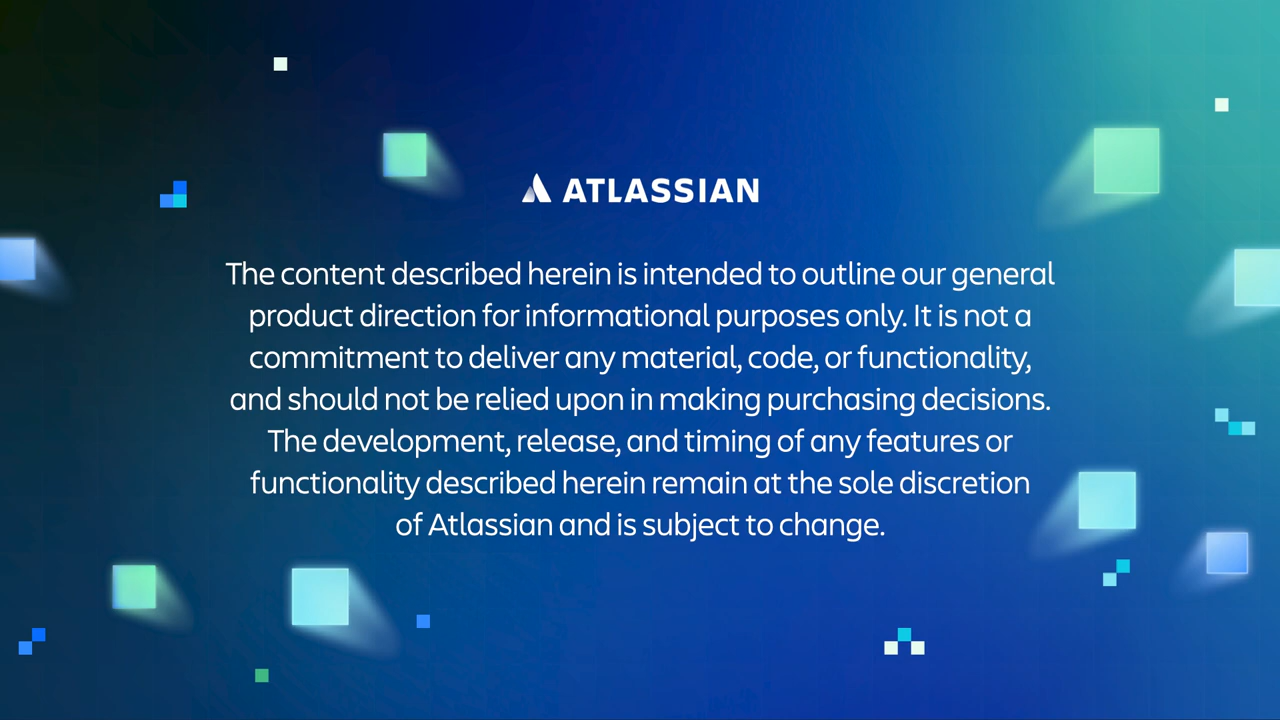 ATLASSIAN
The content described herein is intended to outline our general
product direction for informational purposes only. It is not a
commitment to deliver any material, code, or functionality,
and should not be relied upon in making purchasing decisions.
The development, release, and timing of any features or
functionality described herein remain at the sole discretion
of Atlassian and is subject to change.